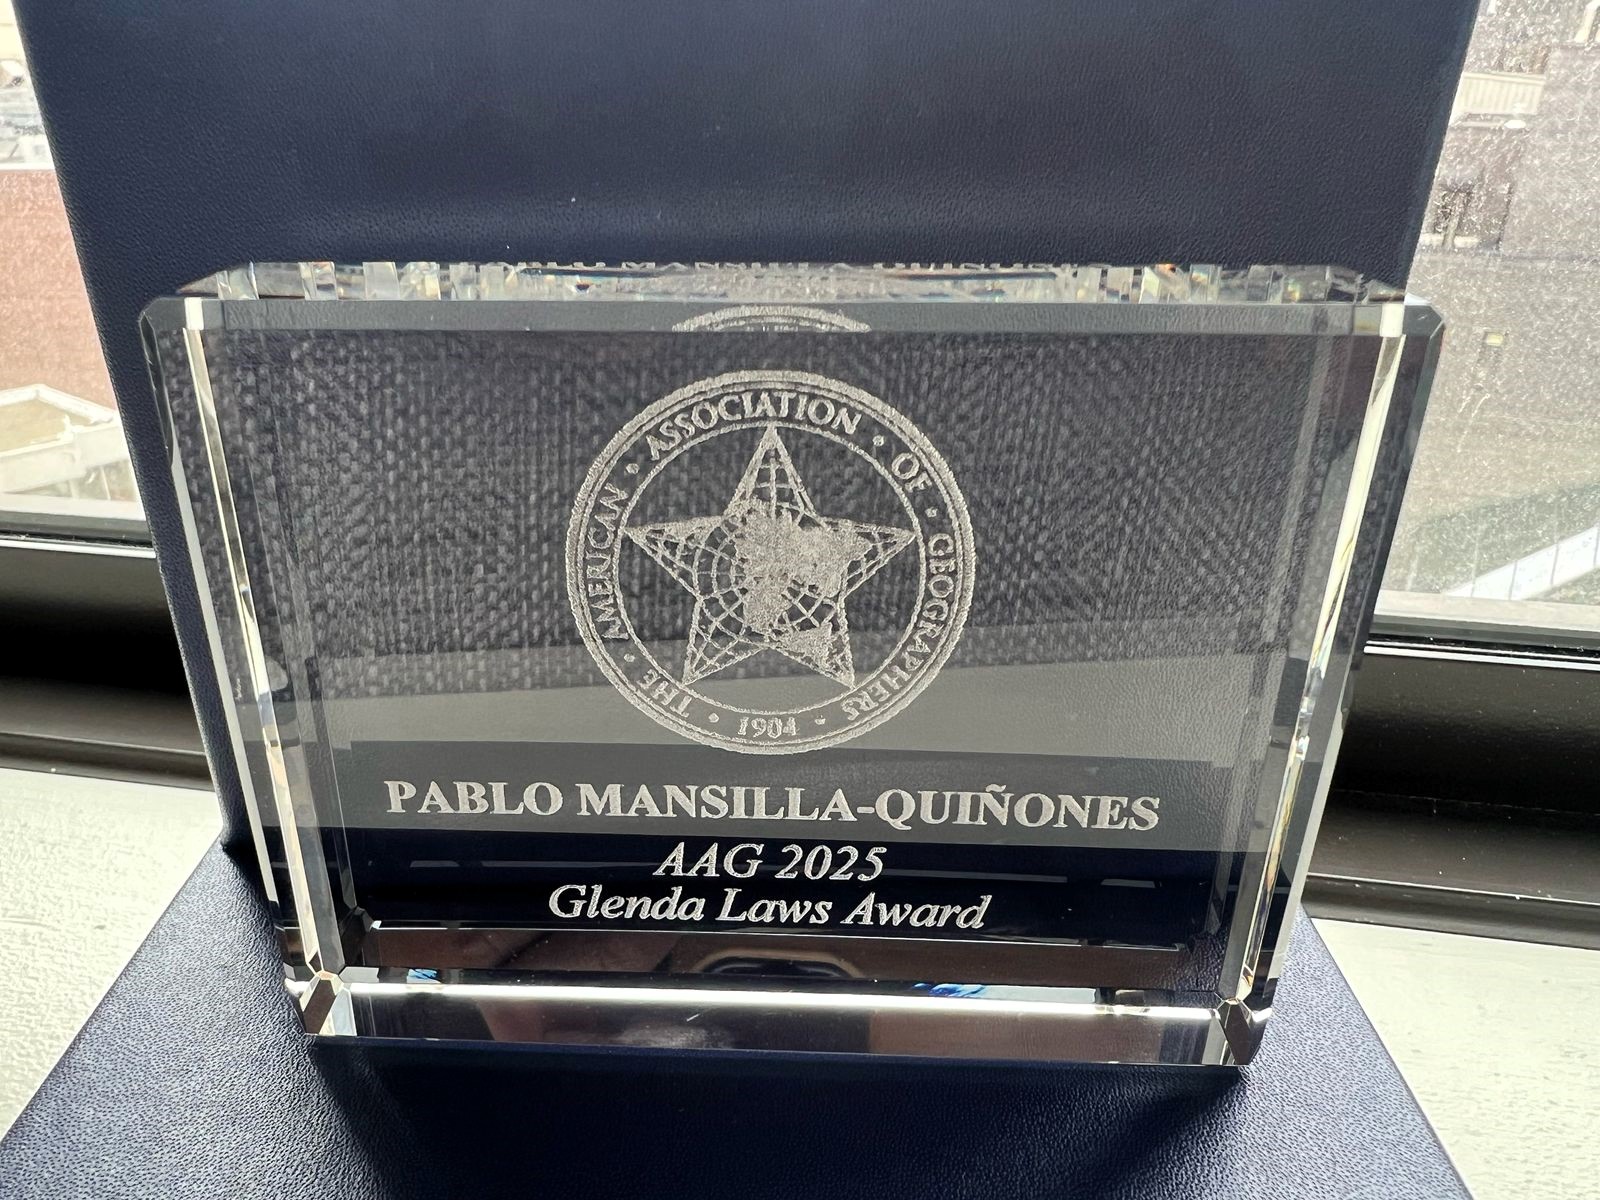 THE • AMERICAN • ASSOCIATION • OF • GEOGRAPHERS
• 1904 •
PABLO MANSILLA-QUIÑONES
AAG 2025
Glenda Laws Award